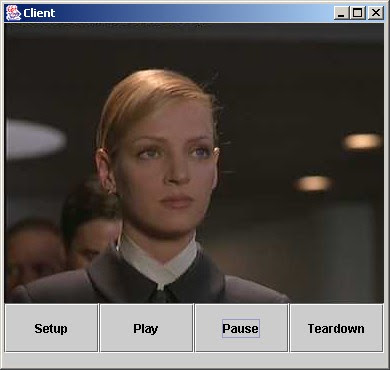 Client
Setup Play Pause Teardown